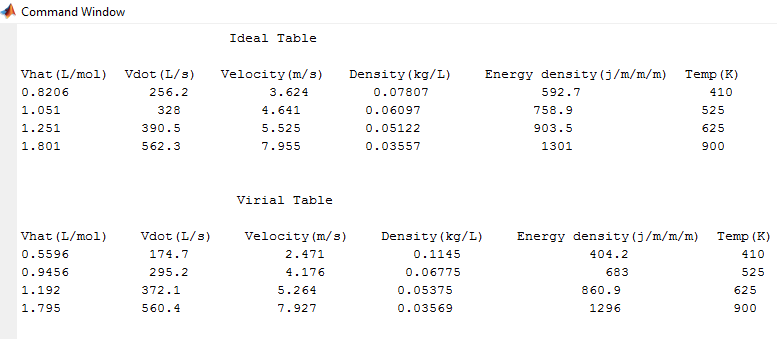 Command Window
Ideal Table
Vhat(L/mol) Vdot(L/s) Velocity(m/s) Density(kg/L) Energy density(j/m/m/m) Temp(K)
0.8206 256.2 3.624 0.07807 592.7 410
1.051 328 4.641 0.06097 758.9 525
1.251 390.5 5.525 0.05122 903.5 625
1.801 562.3 7.955 0.03557 1301 900
Virial Table
Vhat(L/mol) Vdot(L/s) Velocity(m/s) Density(kg/L) Energy density(j/m/m/m) Temp(K)
0.5596 174.7 2.471 0.1145 404.2 410
0.9456 295.2 4.176 0.06775 683 525
1.192 372.1 5.264 0.05375 860.9 625
1.795 560.4 7.927 0.03569 1296 900